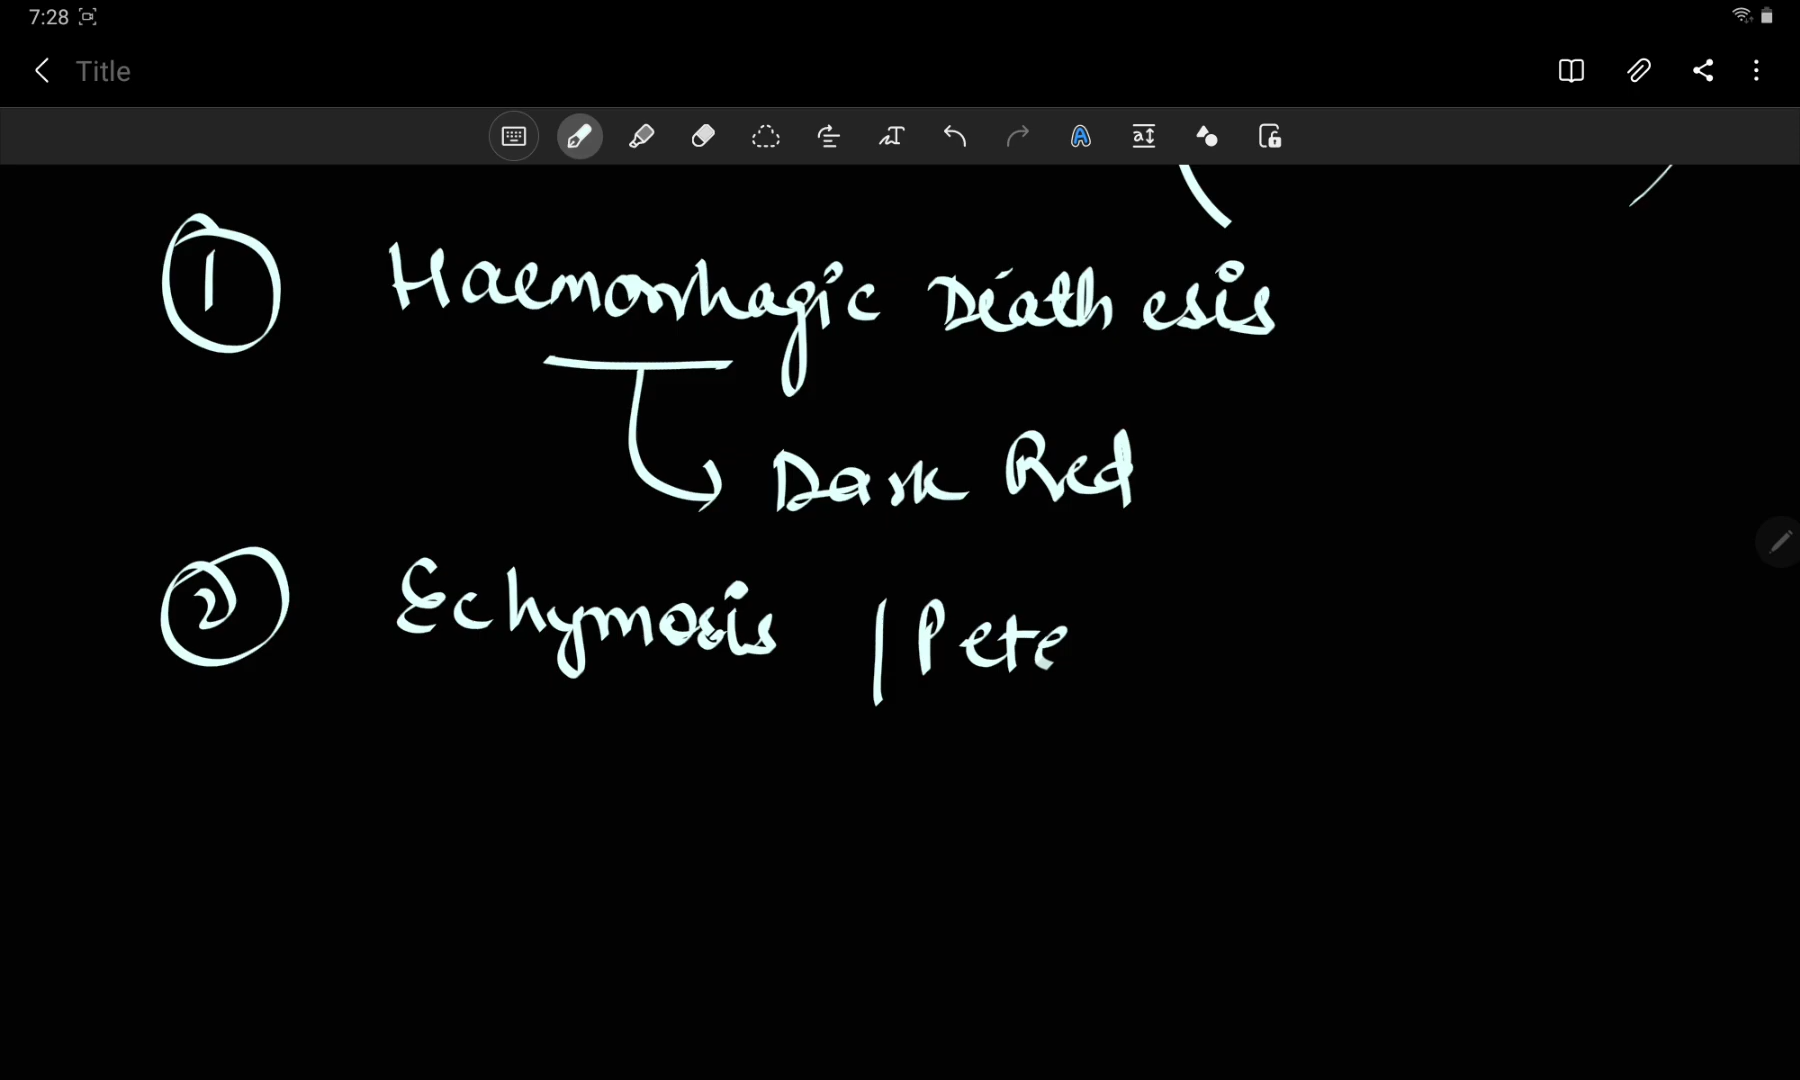 7:28
Title
1 Haemorrhagic Diathesis
Dark Red
2 Echymosis / Pete